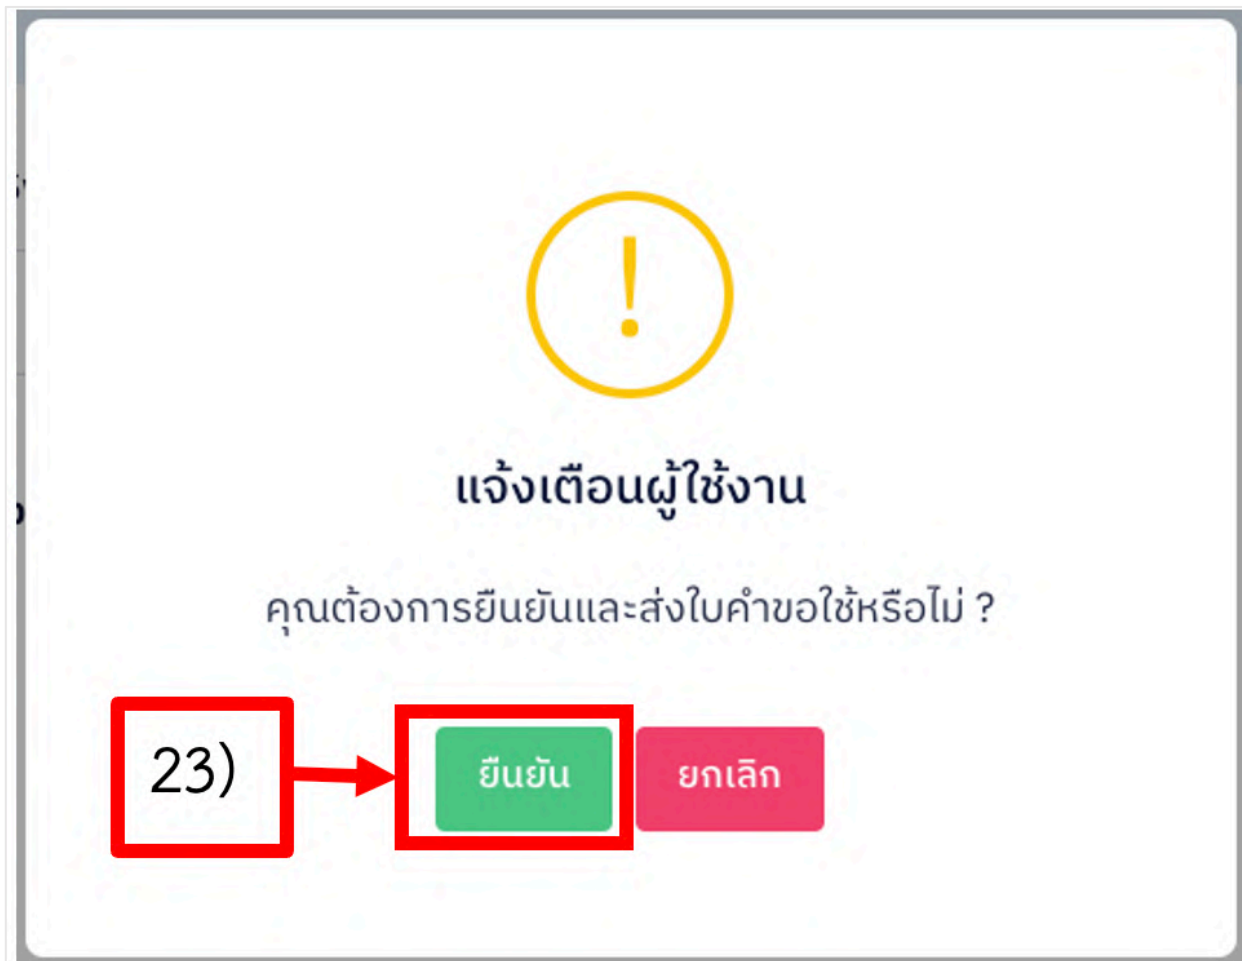 !
แจ้งเตือนผู้ใช้งาน
คุณต้องการยืนยันและส่งใบคำขอใช้หรือไม่ ?
23)
ยืนยัน
ยกเลิก